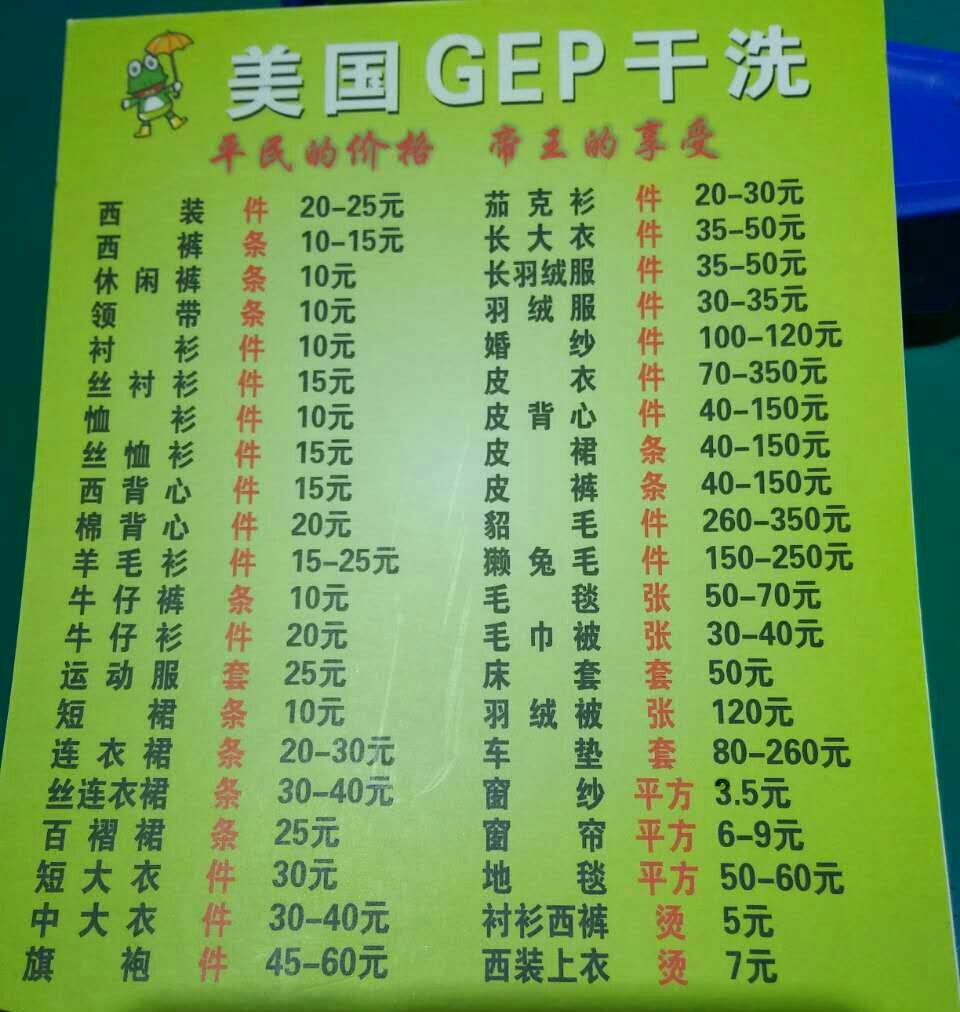 美国GEP干洗
平民的价格 帝王的享受
西装 件 20-25元
西裤 条 10-15元
休闲裤 条 10元
领带 条 10元
衬衫 件 10元
丝衬衫 件 15元
恤衫 件 10元
丝恤衫 件 15元
西背心 件 15元
棉背心 件 20元
羊毛衫 件 15-25元
牛仔裤 条 10元
牛仔衫 件 20元
运动服 套 25元
短裙 条 10元
连衣裙 条 20-30元
丝连衣裙 条 30-40元
百褶裙 条 25元
短大衣 件 30元
中大衣 件 30-40元
旗袍 件 45-60元
茄克衫 件 20-30元
长大衣 件 35-50元
长羽绒服 件 35-50元
羽绒服 件 30-35元
婚纱 件 100-120元
皮衣 件 70-350元
皮背心 件 40-150元
皮裙 条 40-150元
皮裤 条 40-150元
貂毛 件 260-350元
獭兔毛 件 150-250元
毛毯 张 50-70元
毛巾被 张 30-40元
床套 套 50元
羽绒被 张 120元
车垫 套 80-260元
窗纱 平方 3.5元
窗帘 平方 6-9元
地毯 平方 50-60元
衬衫西裤 烫 5元
西装上衣 烫 7元